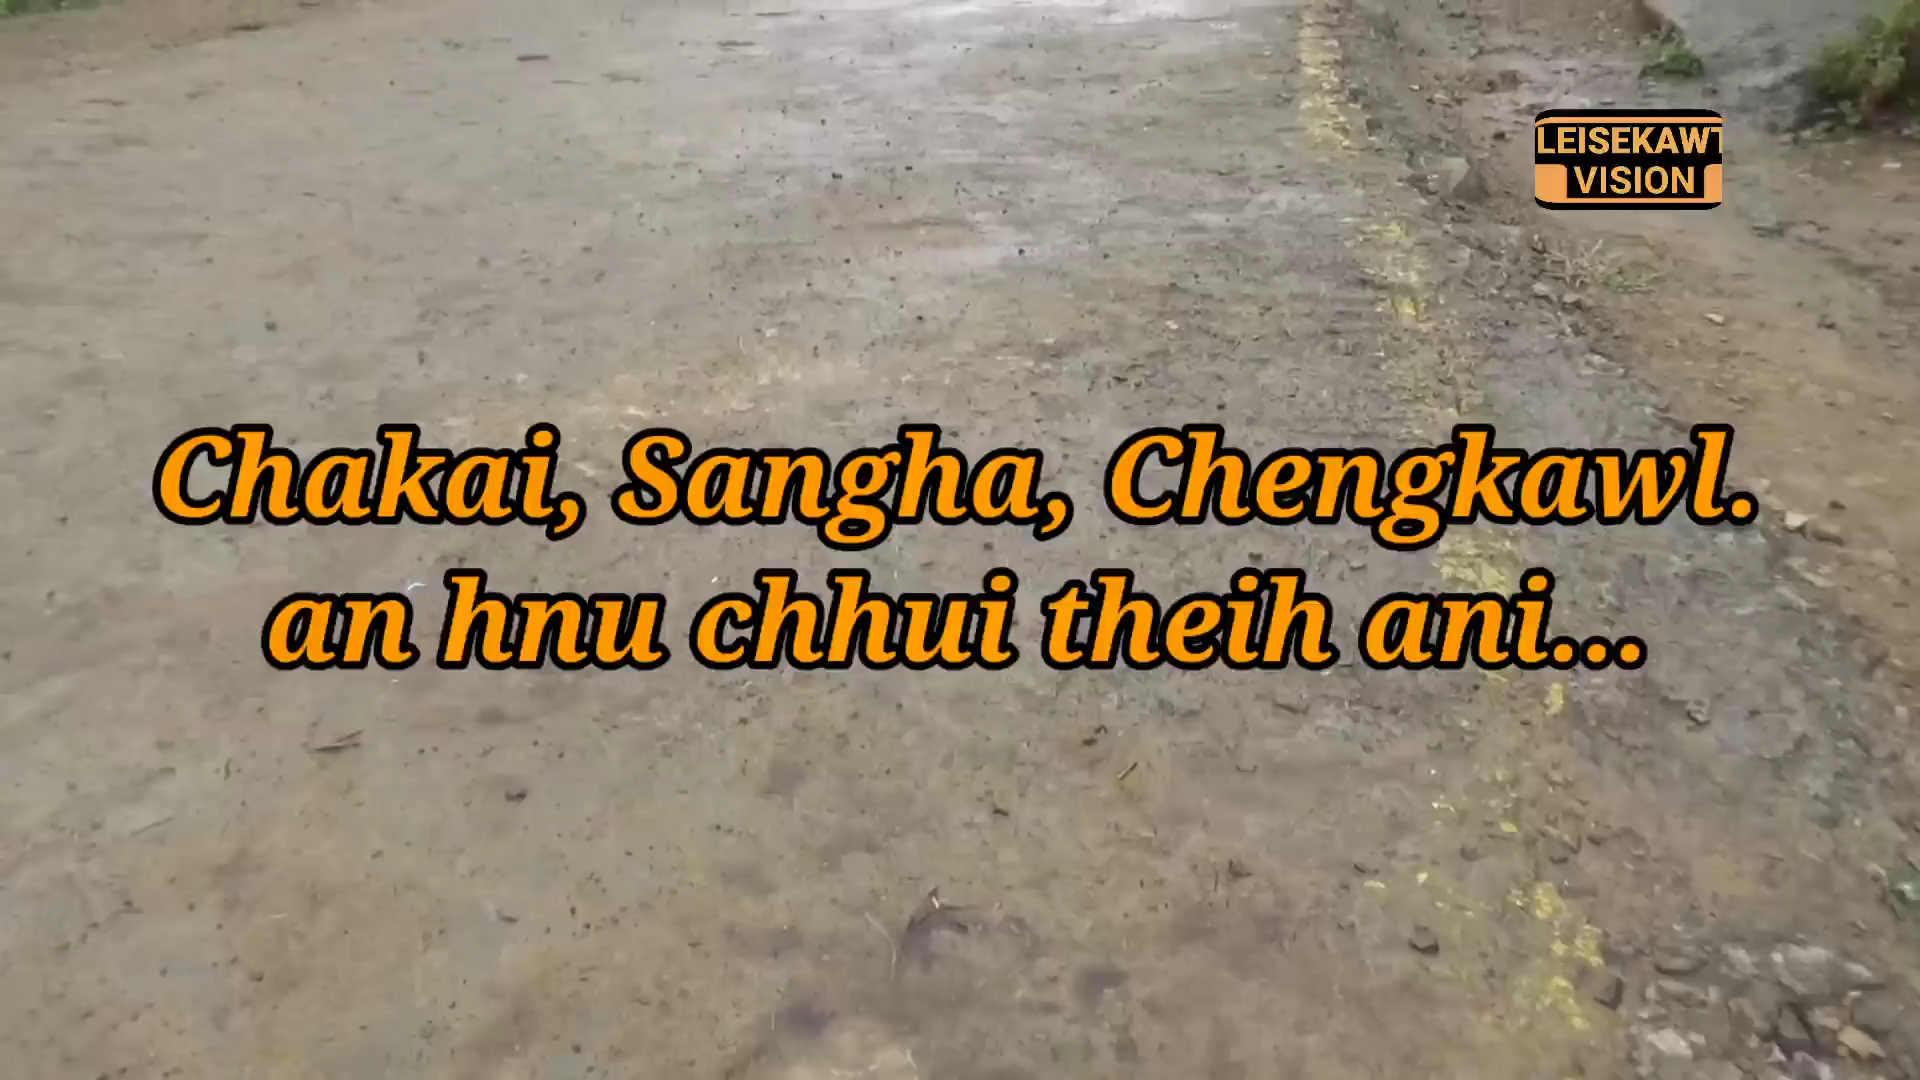 LEISEKAWT
VISION
Chakai, Sangha, Chengkawl.
an hnu chhui theih ani...